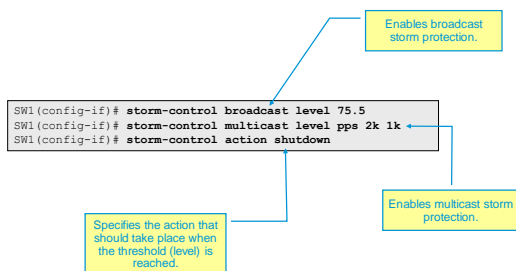 Enables broadcast
storm protection.
SW1(config-if)# storm-control broadcast level 75.5
SW1(config-if)# storm-control multicast level pps 2k 1k
SW1(config-if)# storm-control action shutdown
Enables multicast storm
protection.
Specifies the action that
should take place when
the threshold (level) is
reached.